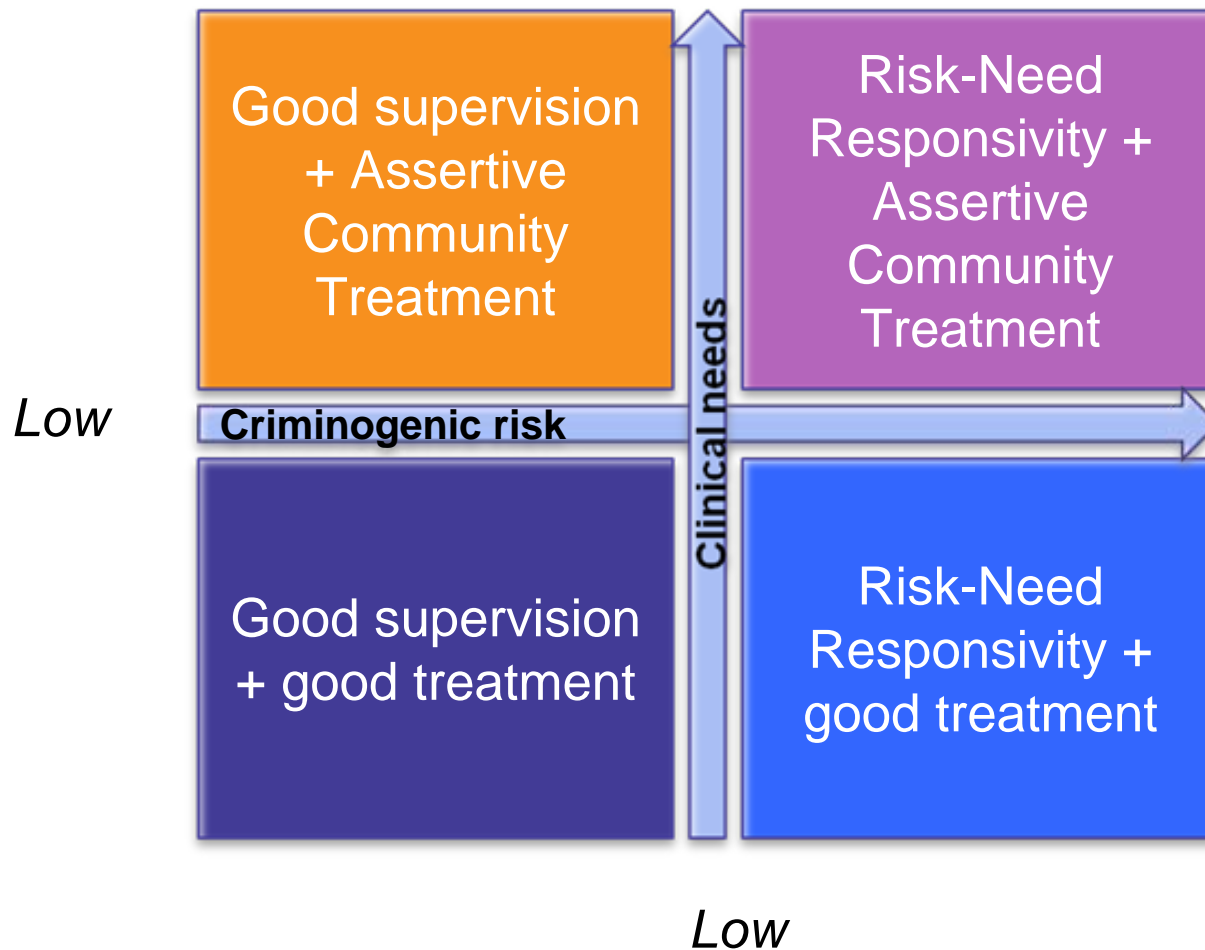 Good supervision
+ Assertive
Community
Treatment
Risk-Need
Responsivity +
Assertive
Community
Treatment
Low
Criminogenic risk
Clinical needs
Good supervision
+ good treatment
Risk-Need
Responsivity +
good treatment
Low